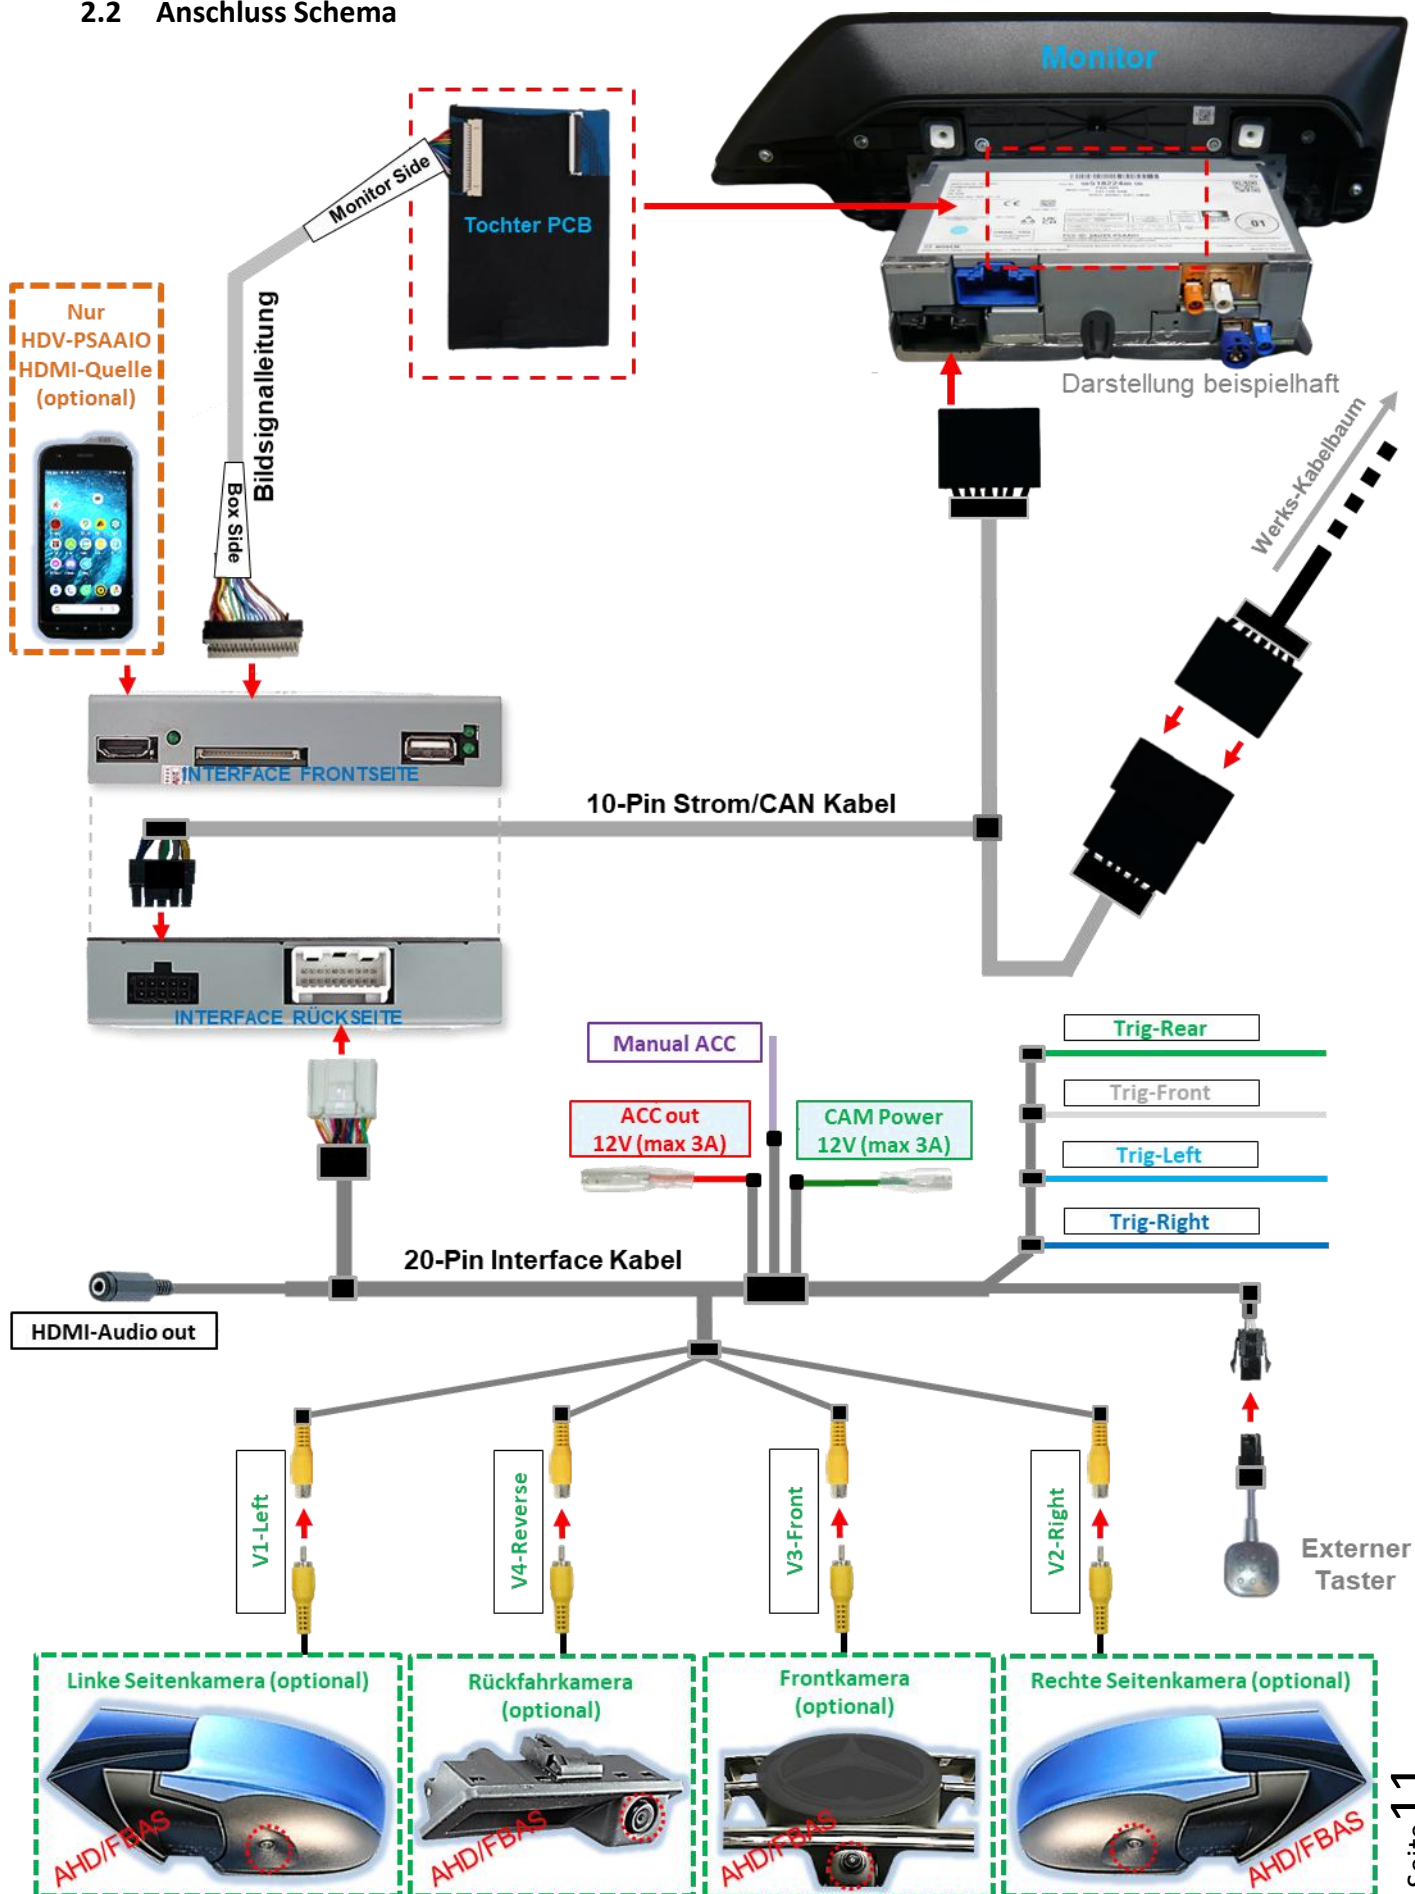 2.2 Anschluss Schema
Monitor
Monitor Side
Tochter PCB
01
Nur
HDV-PSAAIO
HDMI-Quelle
(optional)
Bildsignalleitung
Box Side
Darstellung beispielhaft
Werks-Kabelbaum
INTERFACE FRONTSEITE
10-Pin Strom/CAN Kabel
INTERFACE RÜCKSEITE
Manual ACC
ACC out
12V (max 3A)
CAM Power
12V (max 3A)
Trig-Rear
Trig-Front
Trig-Left
Trig-Right
20-Pin Interface Kabel
HDMI-Audio out
V1-Left
V4-Reverse
V3-Front
V2-Right
Externer
Taster
Linke Seitenkamera (optional)
Rückfahrkamera
(optional)
Frontkamera
(optional)
Rechte Seitenkamera (optional)
AHD/FBAS
AHD/FBAS
AHD/FBAS
AHD/FBAS
Seite 11